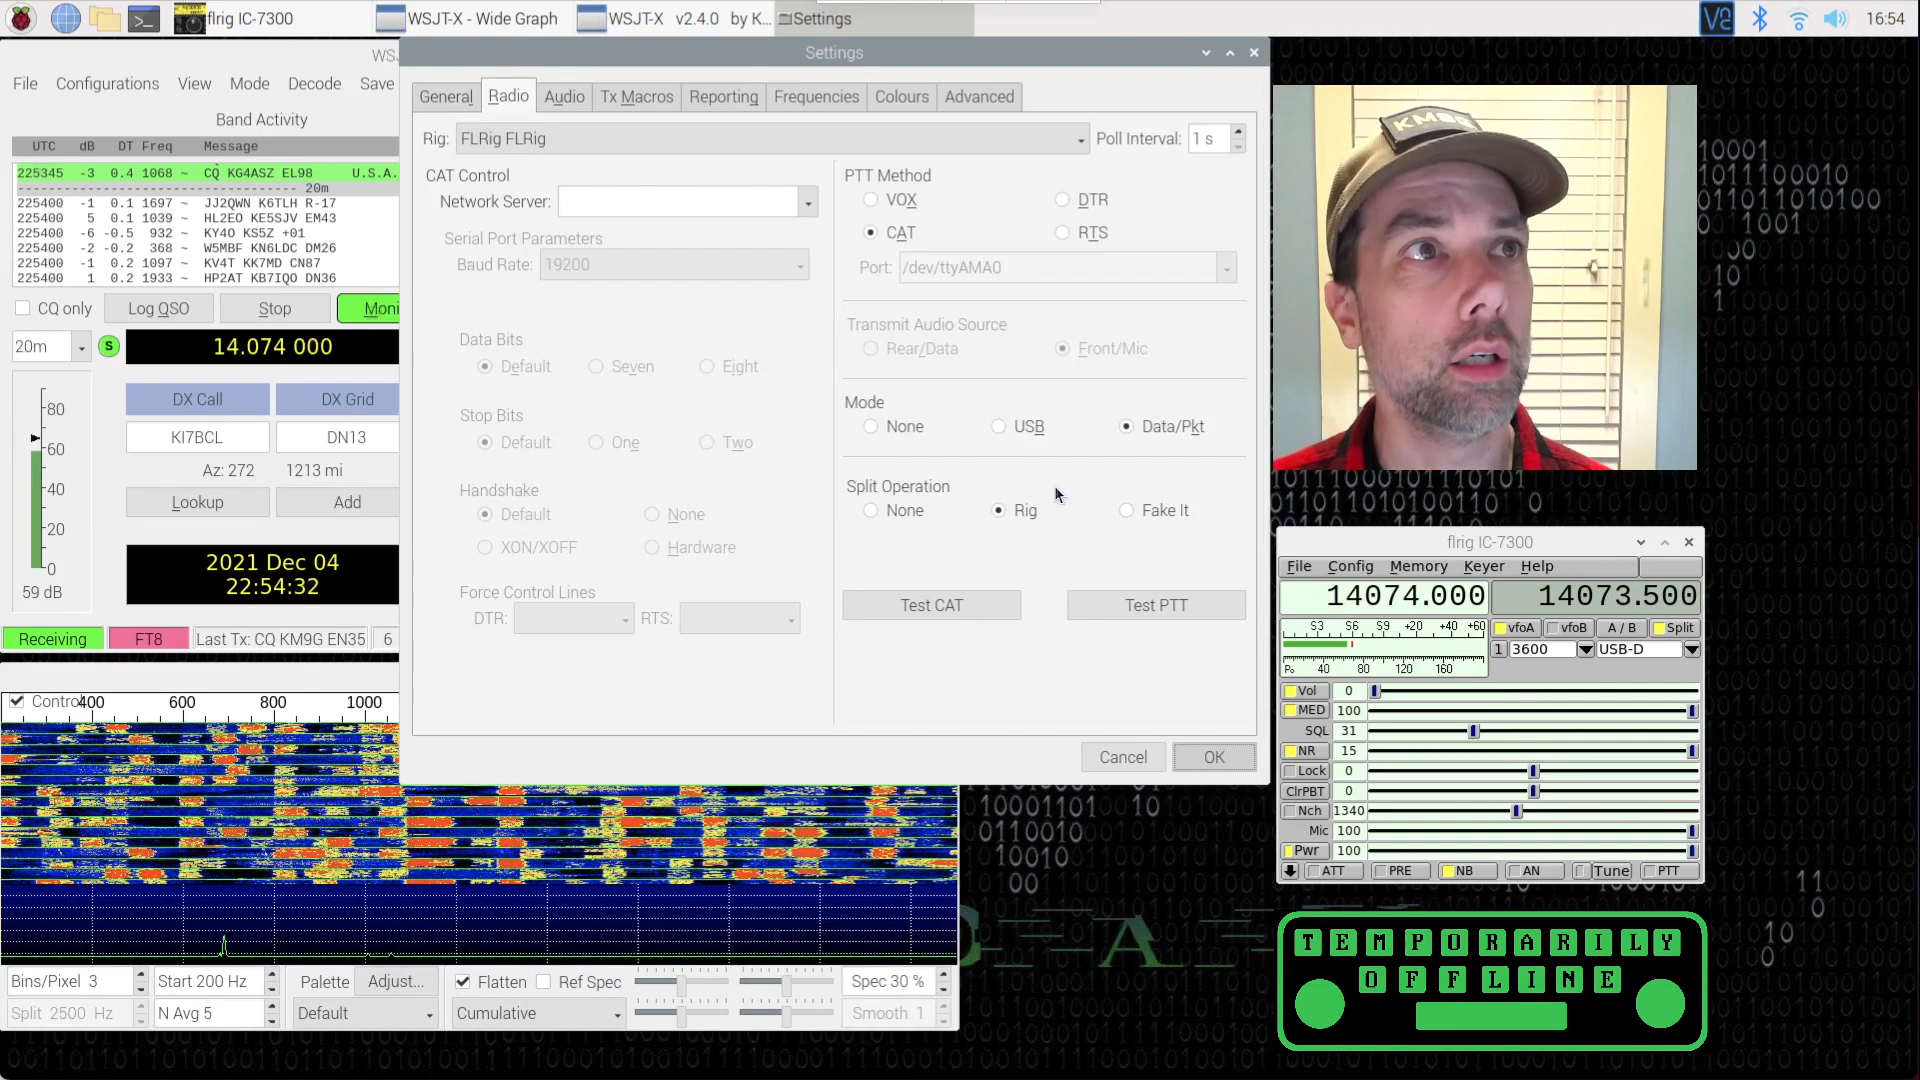 flrig IC-7300
WSJT-X - Wide Graph
WSJT-X v2.4.0 by K...
Settings
16:54
WSJ
File Configurations View Mode Decode Save
Band Activity
UTC dB DT Freq Message
225345 -3 0.4 1068 ~ CQ KG4ASZ EL98 U.S.A.
------------------------------ 20m
225400 -1 0.1 1697 ~ JJ2QWN K6TLH R-17
225400 5 0.1 1039 ~ HL2EO KE5SJV EM43
225400 -6 -0.5 932 ~ KY4O KS5Z +01
225400 -2 -0.2 368 ~ W5MBF KN6LDC DM26
225400 -1 0.2 1097 ~ KV4T KK7MD CN87
225400 1 0.2 1933 ~ HP2AT KB7IQO DN36
CQ only Log QSO Stop Moni
20m S 14.074 000
80
60
40
20
0
59 dB
DX Call DX Grid
KI7BCL DN13
Az: 272 1213 mi
Lookup Add
2021 Dec 04
22:54:32
Receiving FT8 Last Tx: CQ KM9G EN35 6
Control
400 600 800 1000
Bins/Pixel 3 Start 200 Hz Palette Adjust... Flatten Ref Spec Spec 30 %
Split 2500 Hz N Avg 5 Default Cumulative Smooth 1
Settings
General Radio Audio Tx Macros Reporting Frequencies Colours Advanced
Rig: FLRig FLRig Poll Interval: 1 s
CAT Control
Network Server:
Serial Port Parameters
Baud Rate: 19200
Data Bits
Default Seven Eight
Stop Bits
Default One Two
Handshake
Default None
XON/XOFF Hardware
Force Control Lines
DTR: RTS:
PTT Method
VOX DTR
CAT RTS
Port: /dev/ttyAMA0
Transmit Audio Source
Rear/Data Front/Mic
Mode
None USB Data/Pkt
Split Operation
None Rig Fake It
Test CAT Test PTT
Cancel OK
KM9G
flrig IC-7300
File Config Memory Keyer Help
14074.000 14073.500
S3 S6 S9 +20 +40 +60
Po 40 80 120 160
vfoA vfoB A / B Split
1 3600 USB-D
Vol 0
MED 100
SQL 31
NR 15
Lock 0
ClrPBT 0
Nch 1340
Mic 100
Pwr 100
ATT PRE NB AN Tune PTT
TEMPORARILY
OFFLINE